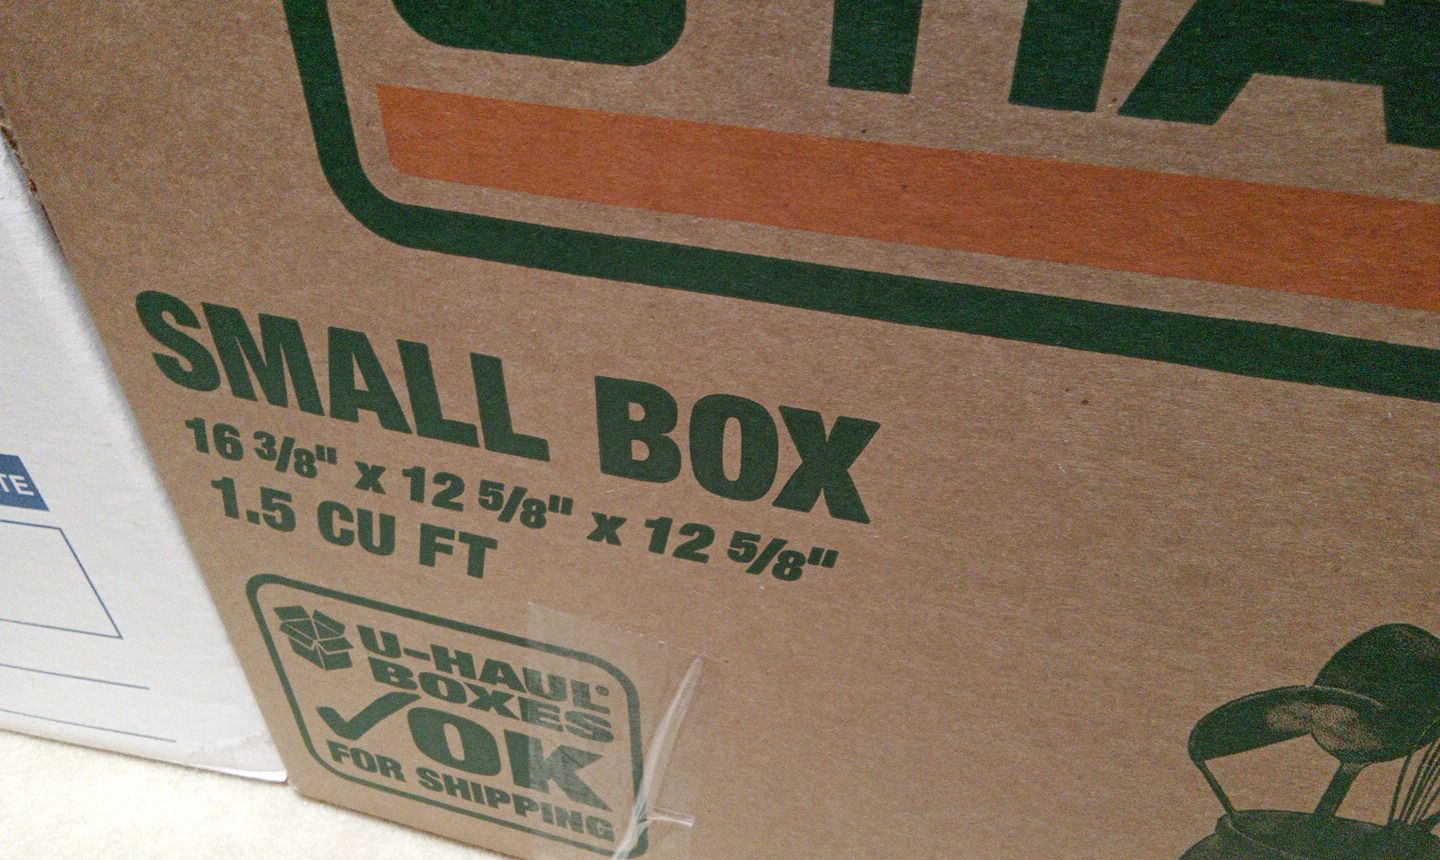 SMALL BOX
16 3/8" x 12 5/8" x 12 5/8"
1.5 CU FT
U-HAUL®
BOXES
✓OK
FOR SHIPPING